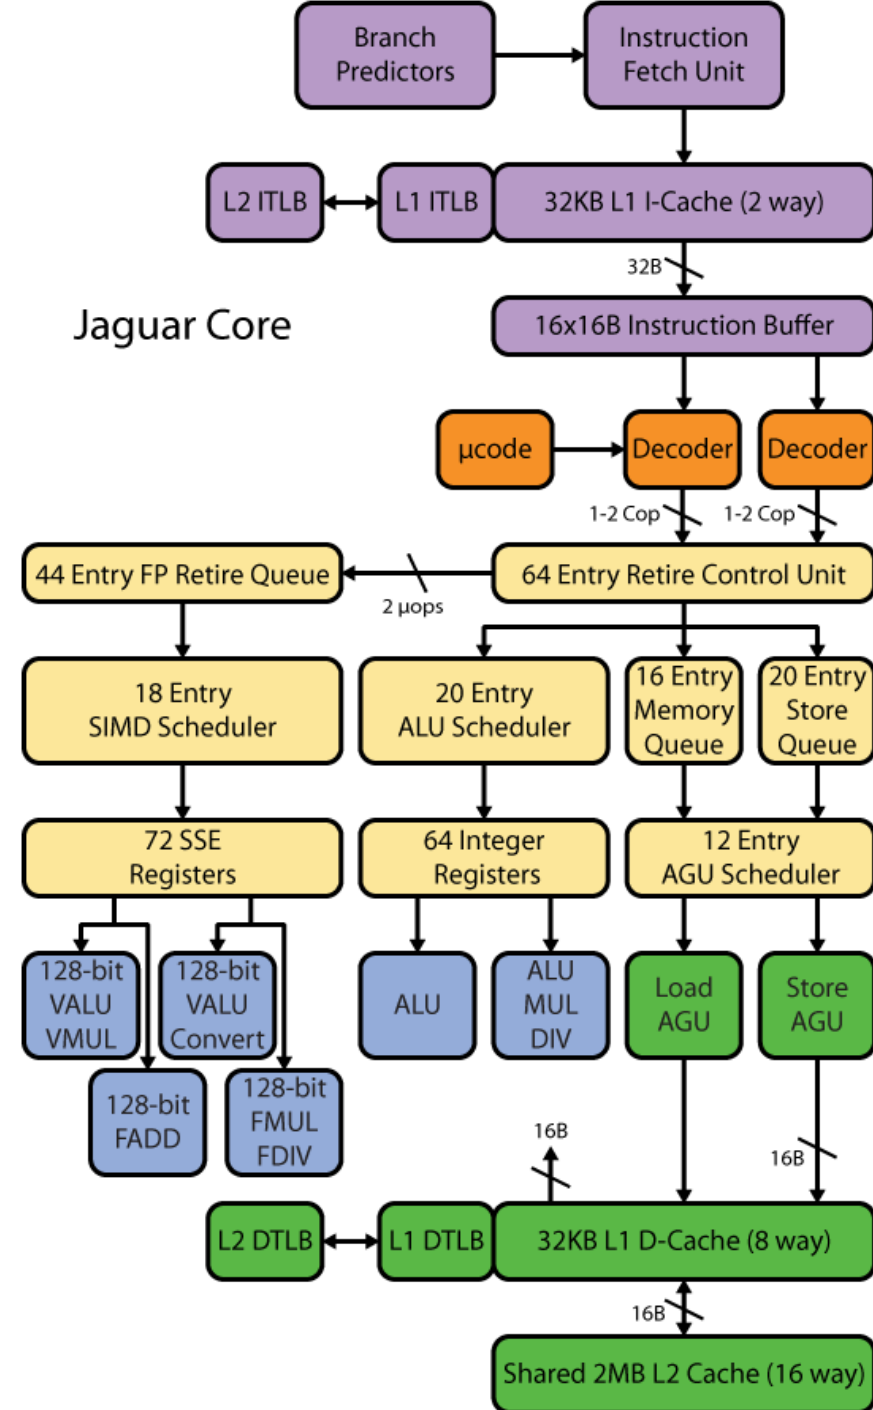 Branch
Predictors
Instruction
Fetch Unit
L2 ITLB
L1 ITLB
32KB L1 I-Cache (2 way)
32B
Jaguar Core
16x16B Instruction Buffer
µcode
Decoder
Decoder
1-2 Cop
1-2 Cop
44 Entry FP Retire Queue
2 µops
64 Entry Retire Control Unit
18 Entry
SIMD Scheduler
20 Entry
ALU Scheduler
16 Entry
Memory
Queue
20 Entry
Store
Queue
72 SSE
Registers
64 Integer
Registers
12 Entry
AGU Scheduler
128-bit
VALU
VMUL
128-bit
VALU
Convert
ALU
ALU
MUL
DIV
Load
AGU
Store
AGU
128-bit
FADD
128-bit
FMUL
FDIV
16B
16B
L2 DTLB
L1 DTLB
32KB L1 D-Cache (8 way)
16B
Shared 2MB L2 Cache (16 way)